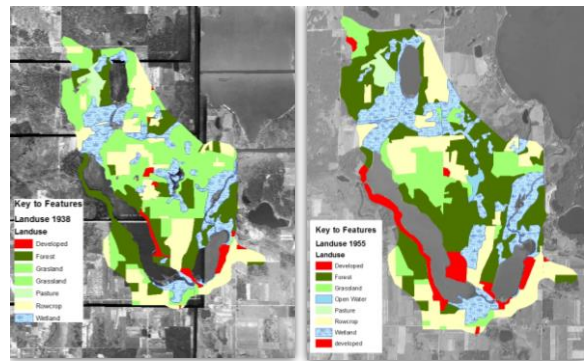 Key to Features
Landuse 1938
Landuse
Developed
Forest
Grassland
Grassland
Pasture
Rowcrop
Wetland
Key to Features
Landuse 1955
Landuse
Developed
Forest
Grassland
Open Water
Pasture
Rowcrop
Wetland
developed